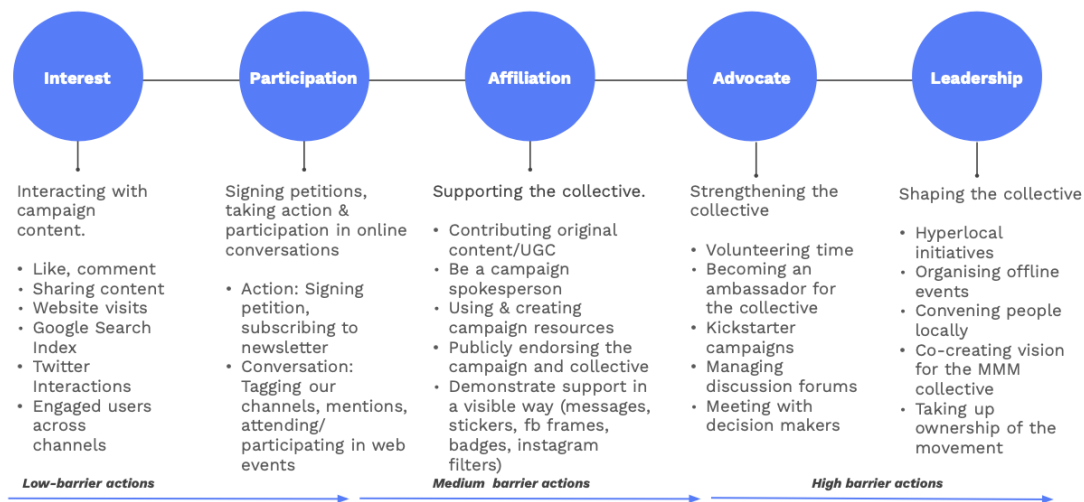 Interest
Participation
Affiliation
Advocate
Leadership
Interacting with
campaign
content.
• Like, comment
• Sharing content
• Website visits
• Google Search
Index
• Twitter
Interactions
• Engaged users
across
channels
Signing petitions,
taking action &
participation in online
conversations
• Action: Signing
petition,
subscribing to
newsletter
• Conversation:
Tagging our
channels, mentions,
attending/
participating in web
events
Supporting the collective.
• Contributing original
content/UGC
• Be a campaign
spokesperson
• Using & creating
campaign resources
• Publicly endorsing the
campaign and collective
• Demonstrate support in
a visible way (messages,
stickers, fb frames,
badges, instagram
filters)
Strengthening the
collective
• Volunteering time
• Becoming an
ambassador for
the collective
• Kickstarter
campaigns
• Managing
discussion forums
• Meeting with
decision makers
Shaping the collective
• Hyperlocal
initiatives
• Organising offline
events
• Convening people
locally
• Co-creating vision
for the MMM
collective
• Taking up
ownership of the
movement
Low-barrier actions
Medium barrier actions
High barrier actions